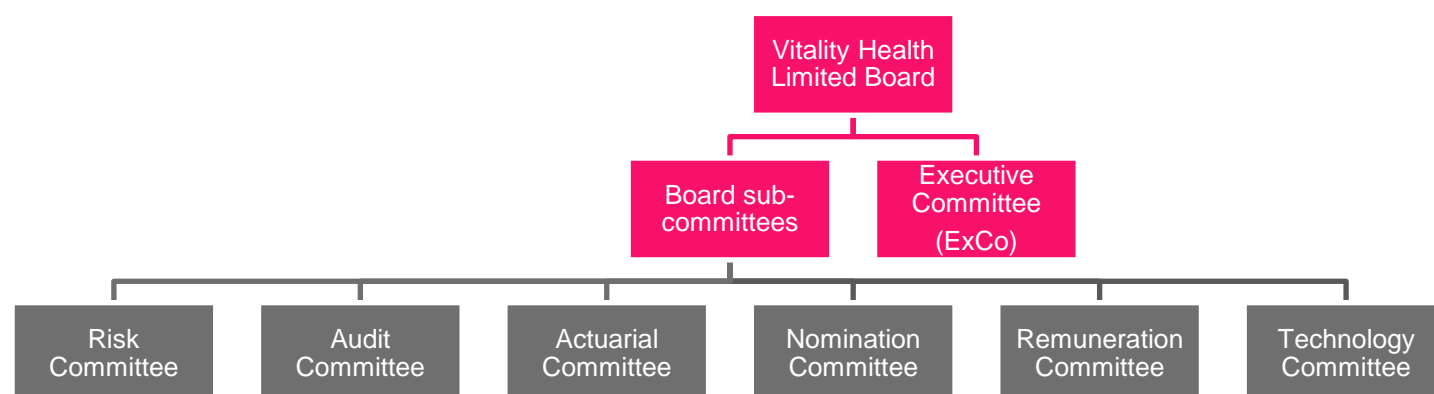 Vitality Health
Limited Board
Board sub-
committees
Executive
Committee
(ExCo)
Risk
Committee
Audit
Committee
Actuarial
Committee
Nomination
Committee
Remuneration
Committee
Technology
Committee